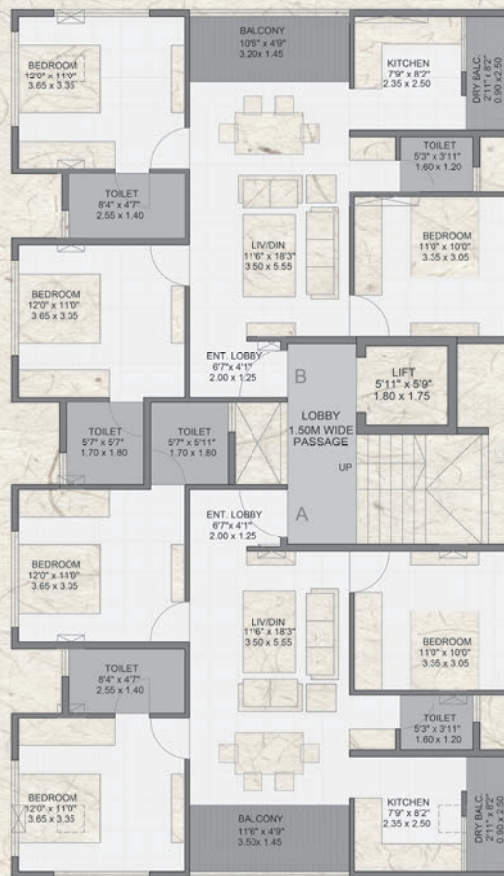 BALCONY
10'6" x 4'9"
3.20x 1.45
KITCHEN
7'9" x 8'2"
2.35 x 2.50
DRY BALC.
2'11" x 8'2"
0.90 x2.50
BEDROOM
12'0" x 11'0"
3.65 x 3.35
TOILET
5'3" x 3'11"
1.60 x 1.20
TOILET
8'4" x 4'7"
2.55 x 1.40
LIV/DIN
11'6" x 18'3"
3.50 x 5.55
BEDROOM
11'0" x 10'0"
3.35 x 3.05
BEDROOM
12'0" x 11'0"
3.65 x 3.35
ENT. LOBBY
6'7"x 4'1"
2.00 x 1.25
B
LIFT
5'11" x 5'9"
1.80 x 1.75
LOBBY
1.50M WIDE
PASSAGE
UP
TOILET
5'7" x 5'7"
1.70 x 1.80
TOILET
5'7" x 5'11"
1.70 x 1.80
A
ENT. LOBBY
6'7"x 4'1"
2.00 x 1.25
BEDROOM
12'0" x 11'0"
3.65 x 3.35
LIV/DIN
11'6" x 18'3"
3.50 x 5.55
BEDROOM
11'0" x 10'0"
3.35 x 3.05
TOILET
8'4" x 4'7"
2.55 x 1.40
TOILET
5'3" x 3'11"
1.60 x 1.20
BEDROOM
12'0" x 11'0"
3.65 x 3.35
BALCONY
11'6" x 4'9"
3.50x 1.45
KITCHEN
7'9" x 8'2"
2.35 x 2.50
DRY BALC.
2'11" x 8'2"
0.90 x 2.50